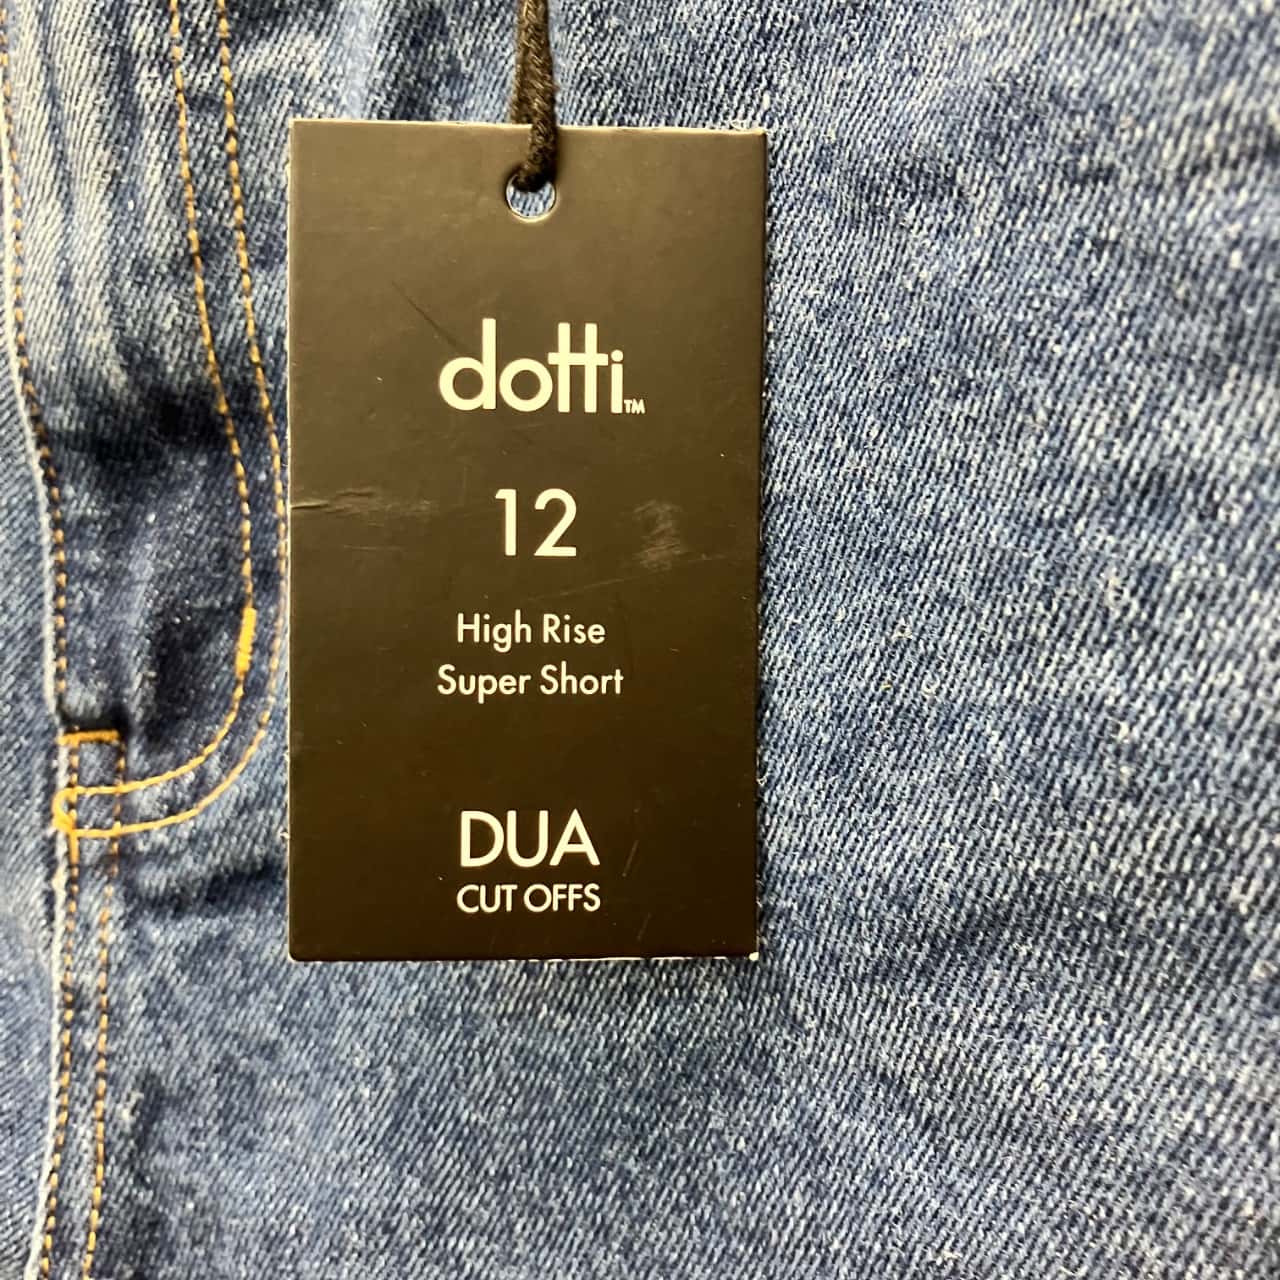 dotti™
12
High Rise
Super Short
DUA
CUT OFFS